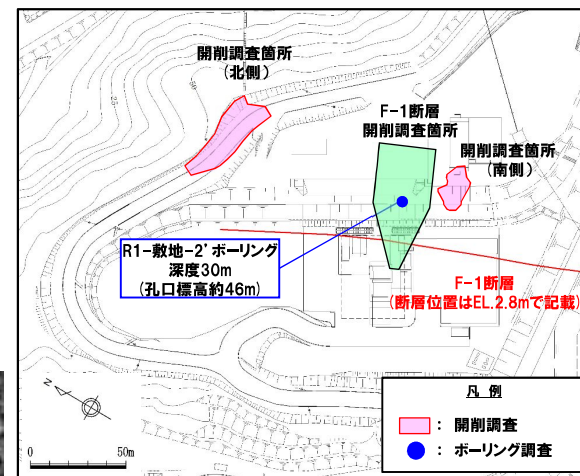 開削調査箇所
(北側)
F-1断層
開削調査箇所
開削調査箇所
(南側)
R1-敷地-2’ボーリング
深度30m
(孔口標高約46m)
F-1断層
(断層位置はEL.2.8mで記載)
N
0 50m
凡 例
: 開削調査
: ボーリング調査